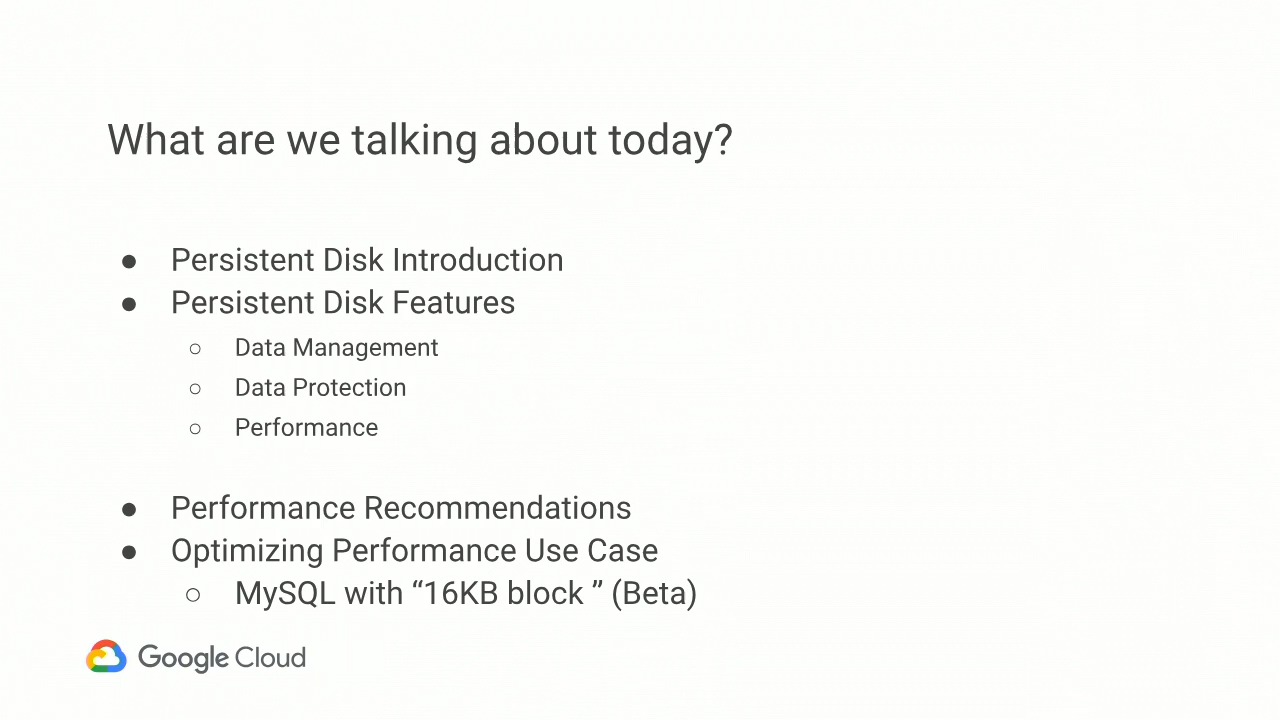 What are we talking about today?
● Persistent Disk Introduction
● Persistent Disk Features
○ Data Management
○ Data Protection
○ Performance
● Performance Recommendations
● Optimizing Performance Use Case
○ MySQL with “16KB block ” (Beta)
Google Cloud